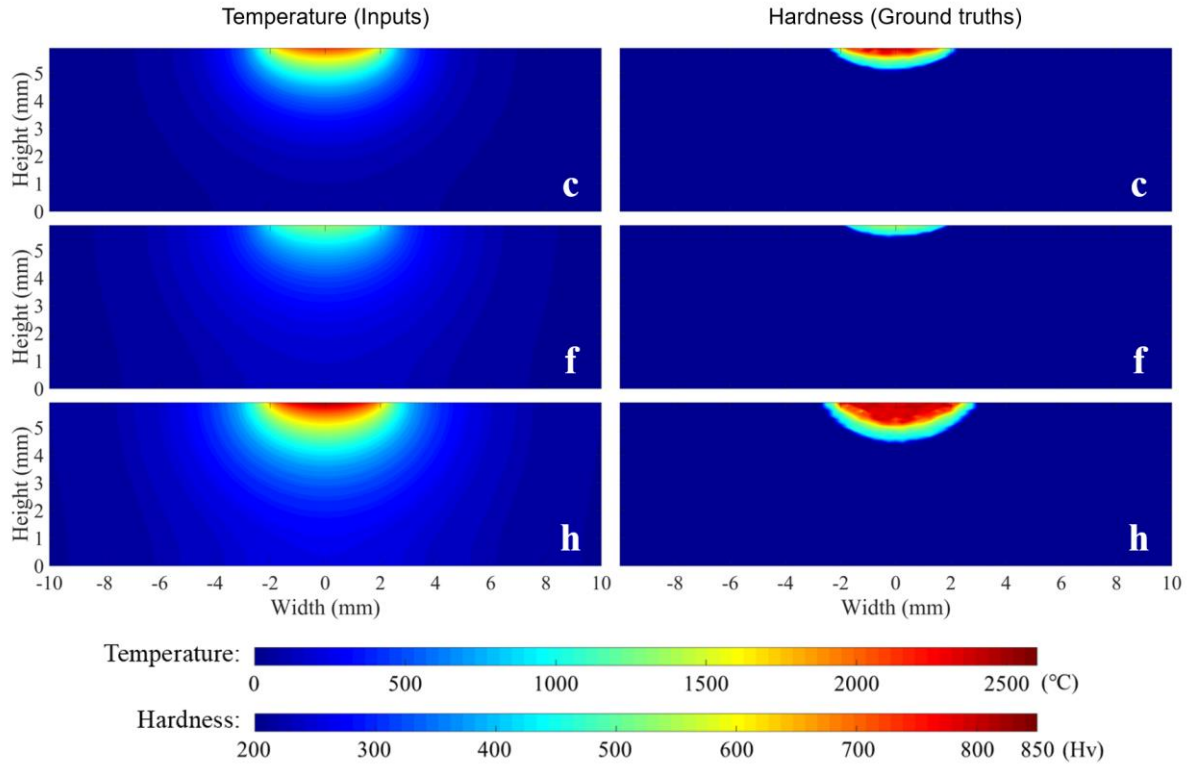 Temperature (Inputs) Hardness (Ground truths)
Height (mm) 5 4 3 2 1 0 c c
Height (mm) 5 4 3 2 1 0 f f
Height (mm) 5 4 3 2 1 0 h h
-10 -8 -6 -4 -2 0 2 4 6 8 10 -8 -6 -4 -2 0 2 4 6 8 10
Width (mm) Width (mm)
Temperature:
0 500 1000 1500 2000 2500 (℃)
Hardness:
200 300 400 500 600 700 800 850 (Hv)